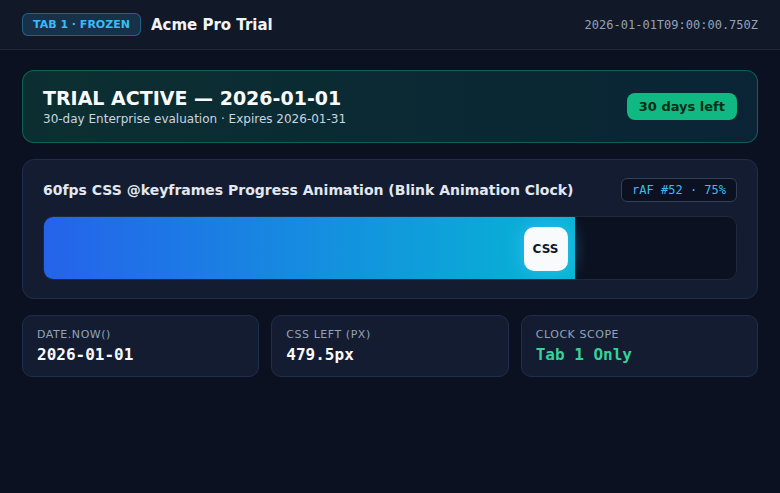 TAB 1 · FROZEN Acme Pro Trial 2026-01-01T09:00:00.750Z
TRIAL ACTIVE — 2026-01-01
30-day Enterprise evaluation · Expires 2026-01-31
30 days left
60fps CSS @keyframes Progress Animation (Blink Animation Clock) rAF #52 · 75%
CSS
DATE.NOW()
2026-01-01
CSS LEFT (PX)
479.5px
CLOCK SCOPE
Tab 1 Only